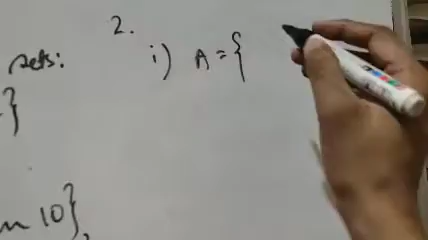 2.
sets:
i) A = {
}
n 10},